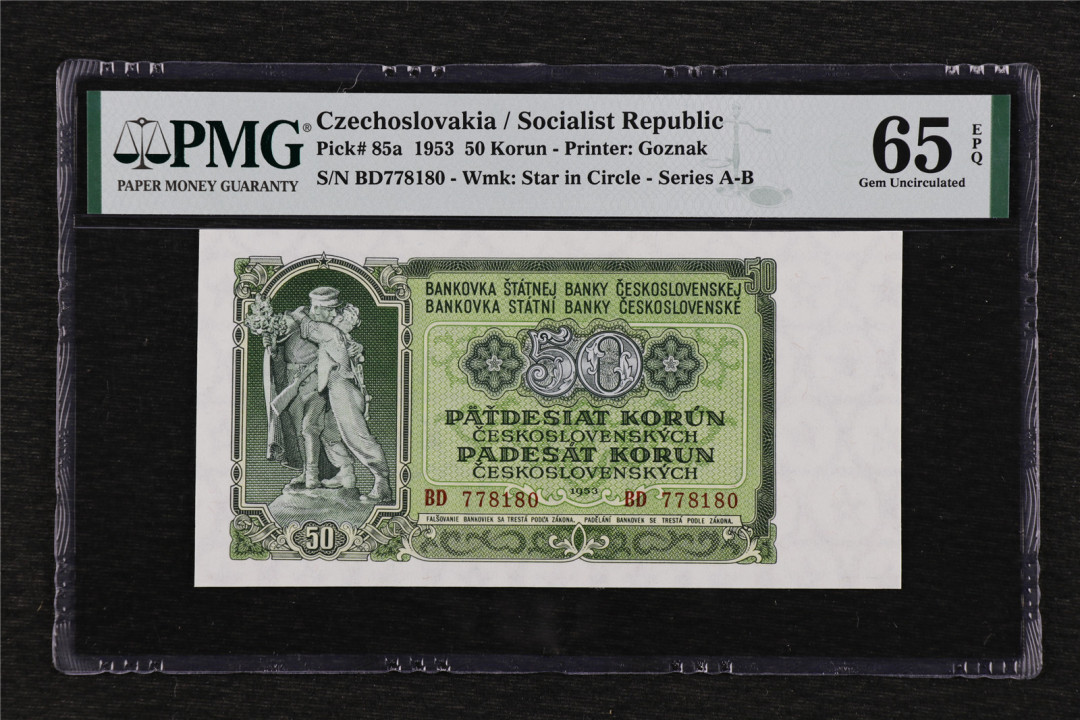 PMG®
PAPER MONEY GUARANTY
Czechoslovakia / Socialist Republic
Pick# 85a 1953 50 Korun - Printer: Goznak
S/N BD778180 - Wmk: Star in Circle - Series A-B
65
EPQ
Gem Uncirculated
50
BANKOVKA ŠTÁTNEJ BANKY ČESKOSLOVENSKEJ
BANKOVKA STÁTNÍ BANKY ČESKOSLOVENSKÉ
50
PÄŤDESIAT KORÚN
ČESKOSLOVENSKÝCH
PADESÁT KORUN
ČESKOSLOVENSKÝCH
1953
BD 778180 BD 778180
FALŠOVANIE BANKOVIEK SA TRESTÁ PODĽA ZÁKONA. PADĚLÁNÍ BANKOVEK SE TRESTÁ PODLE ZÁKONA.
50